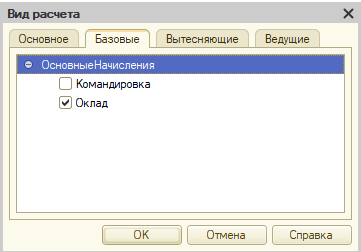 Вид расчета
Основное Базовые Вытесняющие Ведущие
ОсновныеНачисления
Командировка
Оклад
OK Отмена Справка